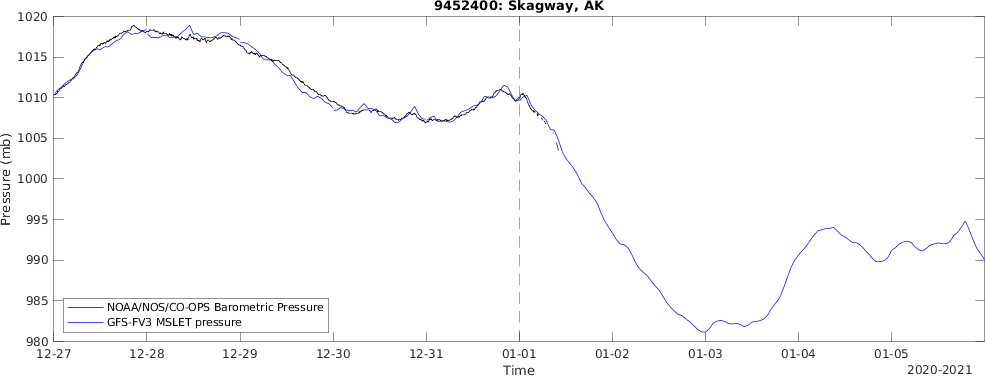 9452400: Skagway, AK
1020
1015
1010
1005
1000
995
990
985
980
Pressure (mb)
NOAA/NOS/CO-OPS Barometric Pressure
GFS-FV3 MSLET pressure
12-27 12-28 12-29 12-30 12-31 01-01 01-02 01-03 01-04 01-05
Time
2020-2021